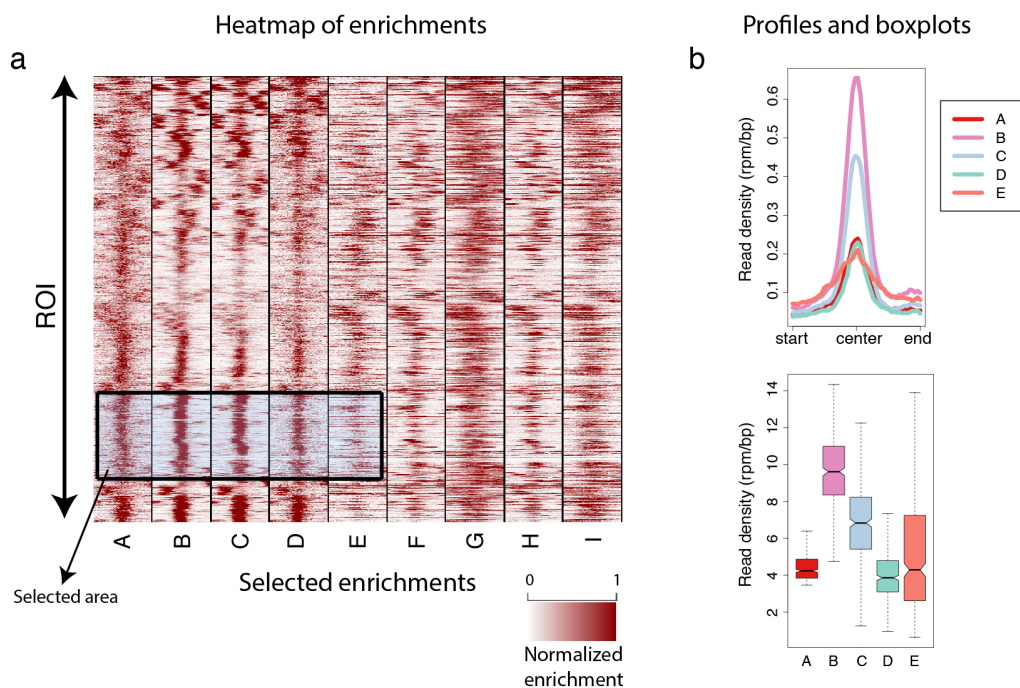 Heatmap of enrichments
Profiles and boxplots
a
ROI
A B C D E F G H I
Selected enrichments
Selected area
0 1
Normalized
enrichment
b
Read density (rpm/bp)
0.6
0.5
0.4
0.3
0.2
0.1
start center end
A
B
C
D
E
Read density (rpm/bp)
14
12
10
8
6
4
2
A B C D E